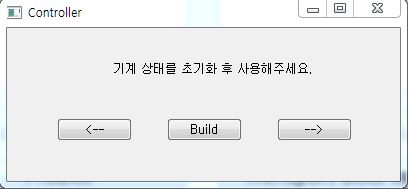 Controller
기계 상태를 초기화 후 사용해주세요.
<-- Build -->